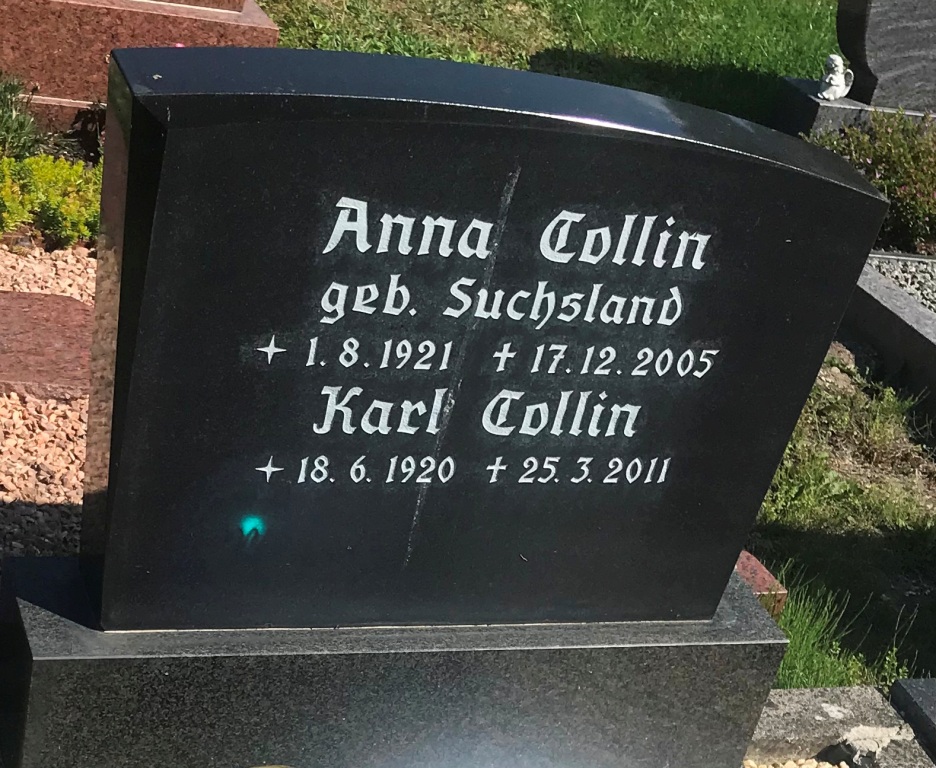 Anna Collin
geb. Suchsland
✦ 1.8.1921 † 17.12.2005
Karl Collin
✦ 18.6.1920 † 25.3.2011